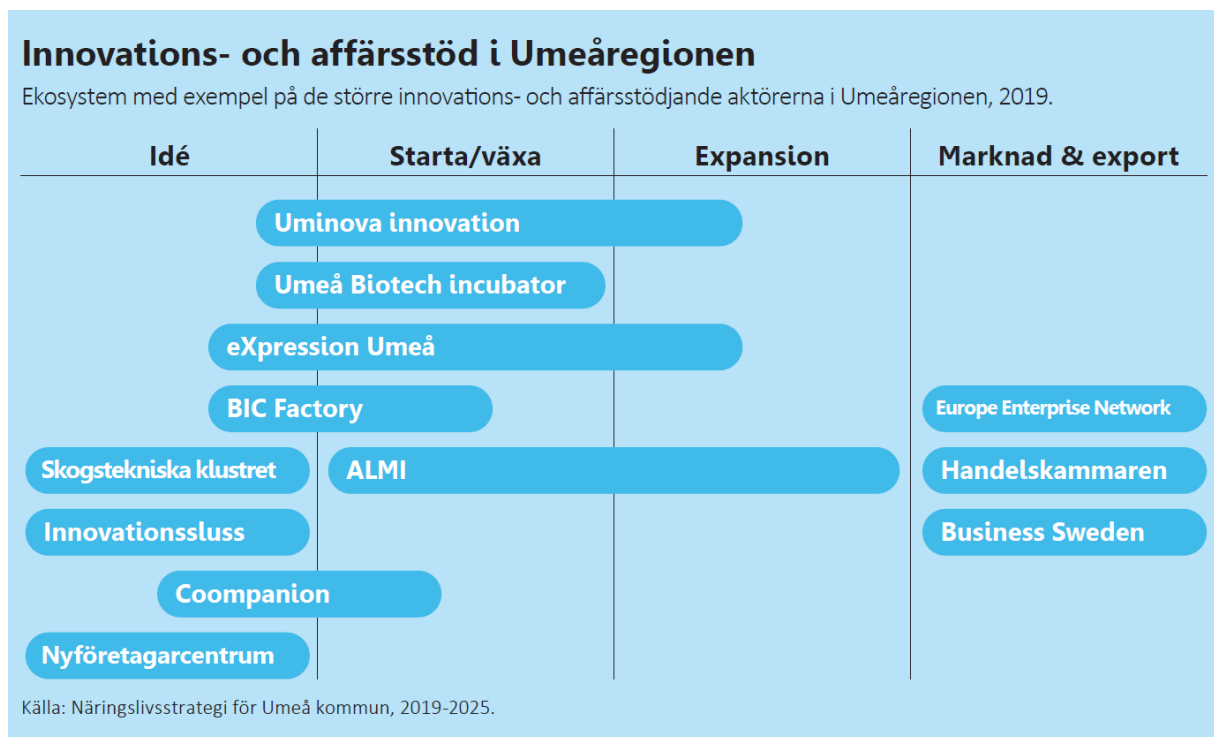 Innovations- och affärsstöd i Umeåregionen
Ekosystem med exempel på de större innovations- och affärsstödjande aktörerna i Umeåregionen, 2019.
Idé Starta/växa Expansion Marknad & export
Uminova innovation
Umeå Biotech incubator
eXpression Umeå
BIC Factory Europe Enterprise Network
Skogstekniska klustret ALMI Handelskammaren
Innovationssluss Business Sweden
Coompanion
Nyföretagarcentrum
Källa: Näringslivsstrategi för Umeå kommun, 2019-2025.